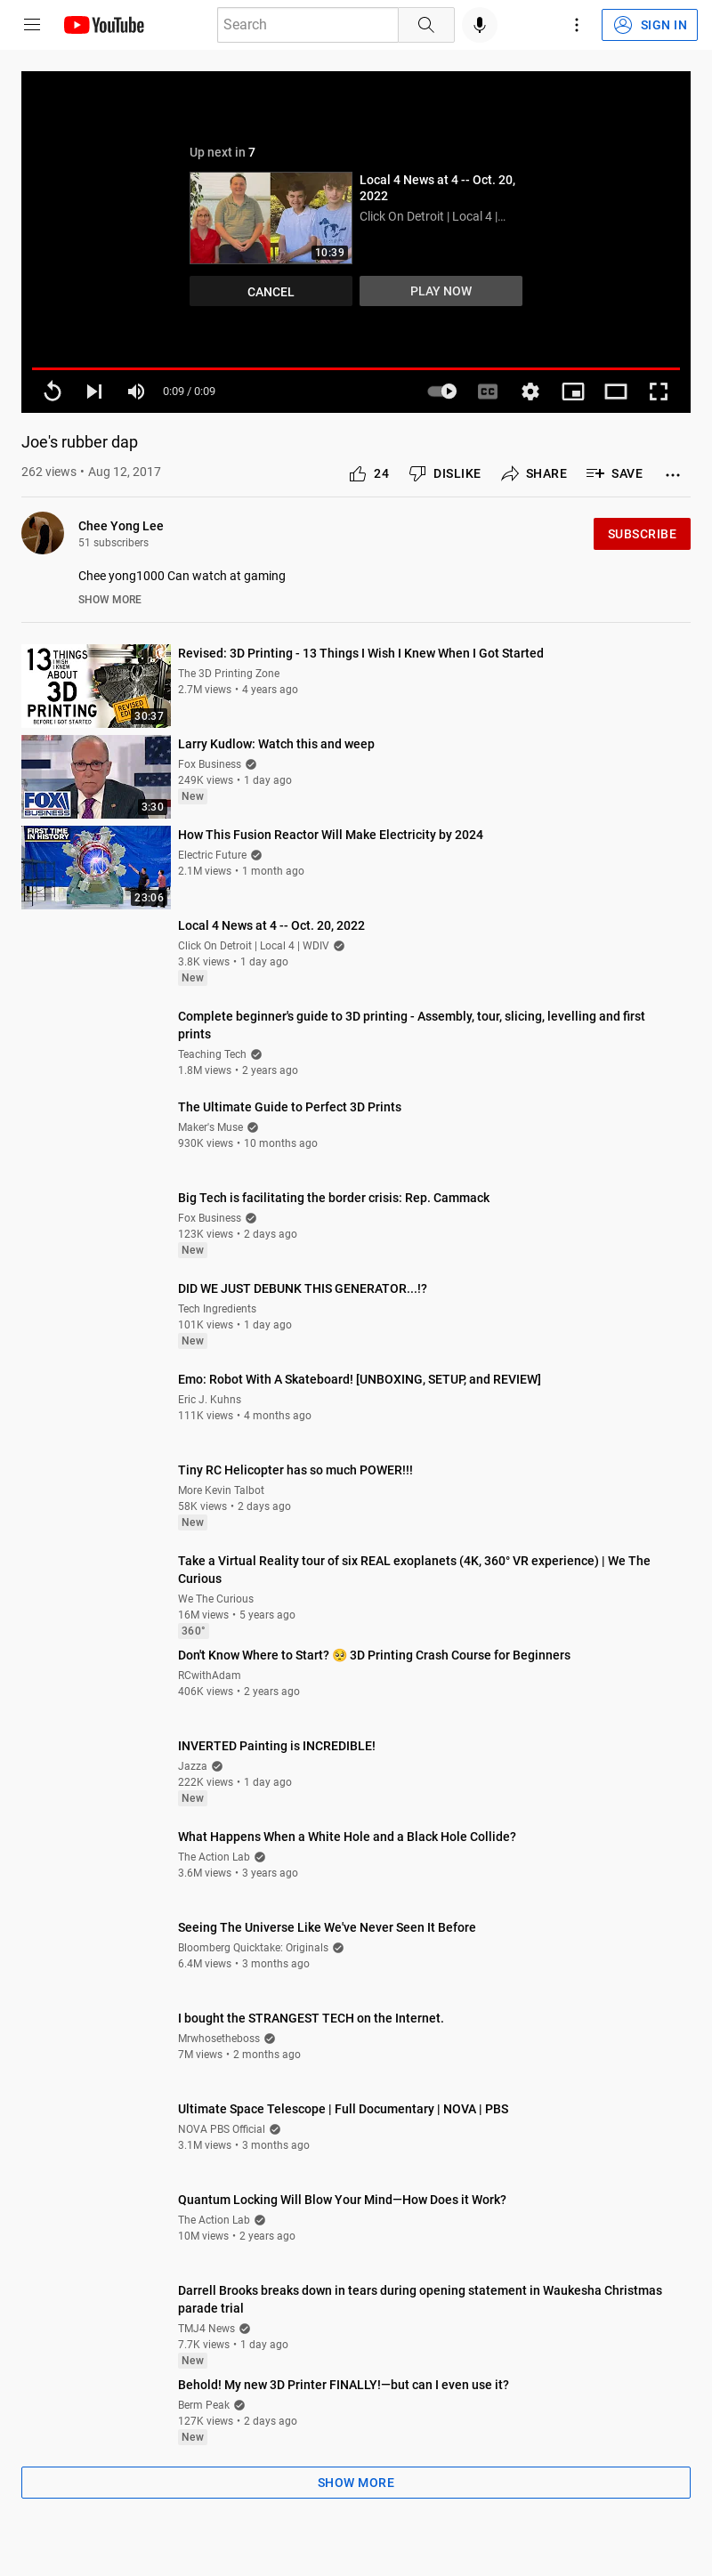 YouTube
Search
SIGN IN
Up next in 7
Local 4 News at 4 -- Oct. 20,
2022
Click On Detroit | Local 4 |...
10:39
CANCEL
PLAY NOW
0:09 / 0:09
CC
Joe's rubber dap
262 views • Aug 12, 2017
24
DISLIKE
SHARE
SAVE
Chee Yong Lee
51 subscribers
SUBSCRIBE
Chee yong1000 Can watch at gaming
SHOW MORE
13 THINGS
I WISH I KNEW
ABOUT
3D
PRINTING
BEFORE I GOT STARTED
REVISED
30:37
Revised: 3D Printing - 13 Things I Wish I Knew When I Got Started
The 3D Printing Zone
2.7M views • 4 years ago
FOX
BUSINESS
3:30
Larry Kudlow: Watch this and weep
Fox Business
249K views • 1 day ago
New
FIRST TIME
IN HISTORY
23:06
How This Fusion Reactor Will Make Electricity by 2024
Electric Future
2.1M views • 1 month ago
Local 4 News at 4 -- Oct. 20, 2022
Click On Detroit | Local 4 | WDIV
3.8K views • 1 day ago
New
Complete beginner's guide to 3D printing - Assembly, tour, slicing, levelling and first
prints
Teaching Tech
1.8M views • 2 years ago
The Ultimate Guide to Perfect 3D Prints
Maker's Muse
930K views • 10 months ago
Big Tech is facilitating the border crisis: Rep. Cammack
Fox Business
123K views • 2 days ago
New
DID WE JUST DEBUNK THIS GENERATOR...!?
Tech Ingredients
101K views • 1 day ago
New
Emo: Robot With A Skateboard! [UNBOXING, SETUP, and REVIEW]
Eric J. Kuhns
111K views • 4 months ago
Tiny RC Helicopter has so much POWER!!!
More Kevin Talbot
58K views • 2 days ago
New
Take a Virtual Reality tour of six REAL exoplanets (4K, 360° VR experience) | We The
Curious
We The Curious
16M views • 5 years ago
360°
Don't Know Where to Start? 🥺 3D Printing Crash Course for Beginners
RCwithAdam
406K views • 2 years ago
INVERTED Painting is INCREDIBLE!
Jazza
222K views • 1 day ago
New
What Happens When a White Hole and a Black Hole Collide?
The Action Lab
3.6M views • 3 years ago
Seeing The Universe Like We've Never Seen It Before
Bloomberg Quicktake: Originals
6.4M views • 3 months ago
I bought the STRANGEST TECH on the Internet.
Mrwhosetheboss
7M views • 2 months ago
Ultimate Space Telescope | Full Documentary | NOVA | PBS
NOVA PBS Official
3.1M views • 3 months ago
Quantum Locking Will Blow Your Mind—How Does it Work?
The Action Lab
10M views • 2 years ago
Darrell Brooks breaks down in tears during opening statement in Waukesha Christmas
parade trial
TMJ4 News
7.7K views • 1 day ago
New
Behold! My new 3D Printer FINALLY!—but can I even use it?
Berm Peak
127K views • 2 days ago
New
SHOW MORE